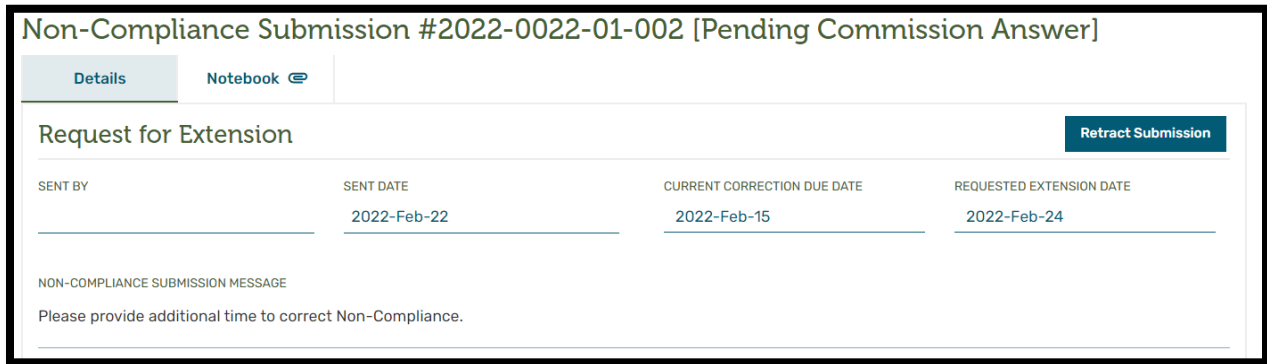 Non-Compliance Submission #2022-0022-01-002 [Pending Commission Answer]
Details Notebook
Request for Extension Retract Submission
SENT BY SENT DATE CURRENT CORRECTION DUE DATE REQUESTED EXTENSION DATE
2022-Feb-22 2022-Feb-15 2022-Feb-24
NON-COMPLIANCE SUBMISSION MESSAGE
Please provide additional time to correct Non-Compliance.